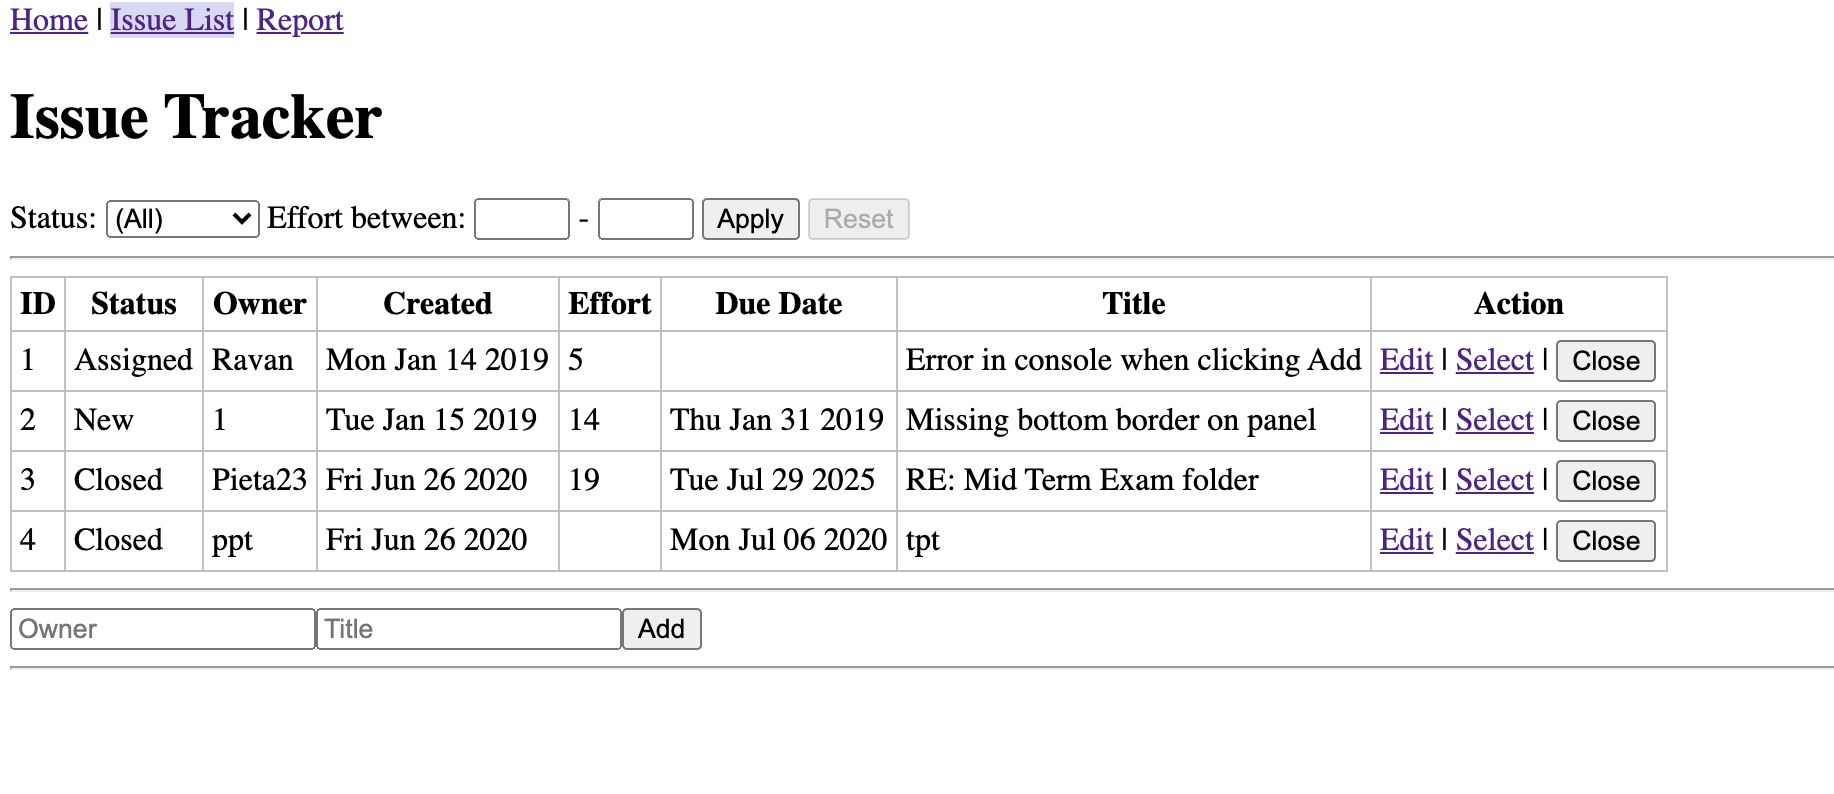 Home | Issue List | Report
Issue Tracker
Status: (All) Effort between: - Apply Reset
ID Status Owner Created Effort Due Date Title Action
1 Assigned Ravan Mon Jan 14 2019 5 Error in console when clicking Add Edit | Select | Close
2 New 1 Tue Jan 15 2019 14 Thu Jan 31 2019 Missing bottom border on panel Edit | Select | Close
3 Closed Pieta23 Fri Jun 26 2020 19 Tue Jul 29 2025 RE: Mid Term Exam folder Edit | Select | Close
4 Closed ppt Fri Jun 26 2020 Mon Jul 06 2020 tpt Edit | Select | Close
Owner Title Add